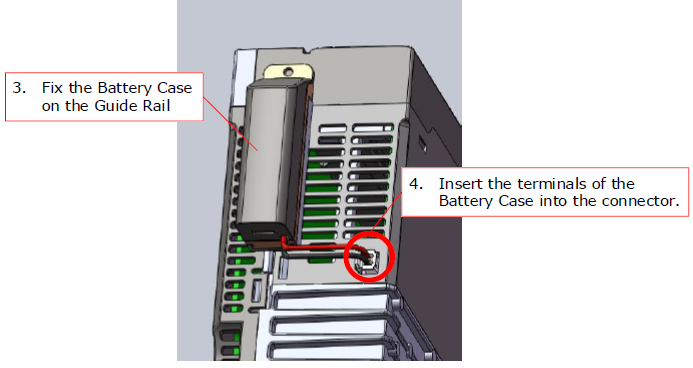 3. Fix the Battery Case
on the Guide Rail
4. Insert the terminals of the
Battery Case into the connector.